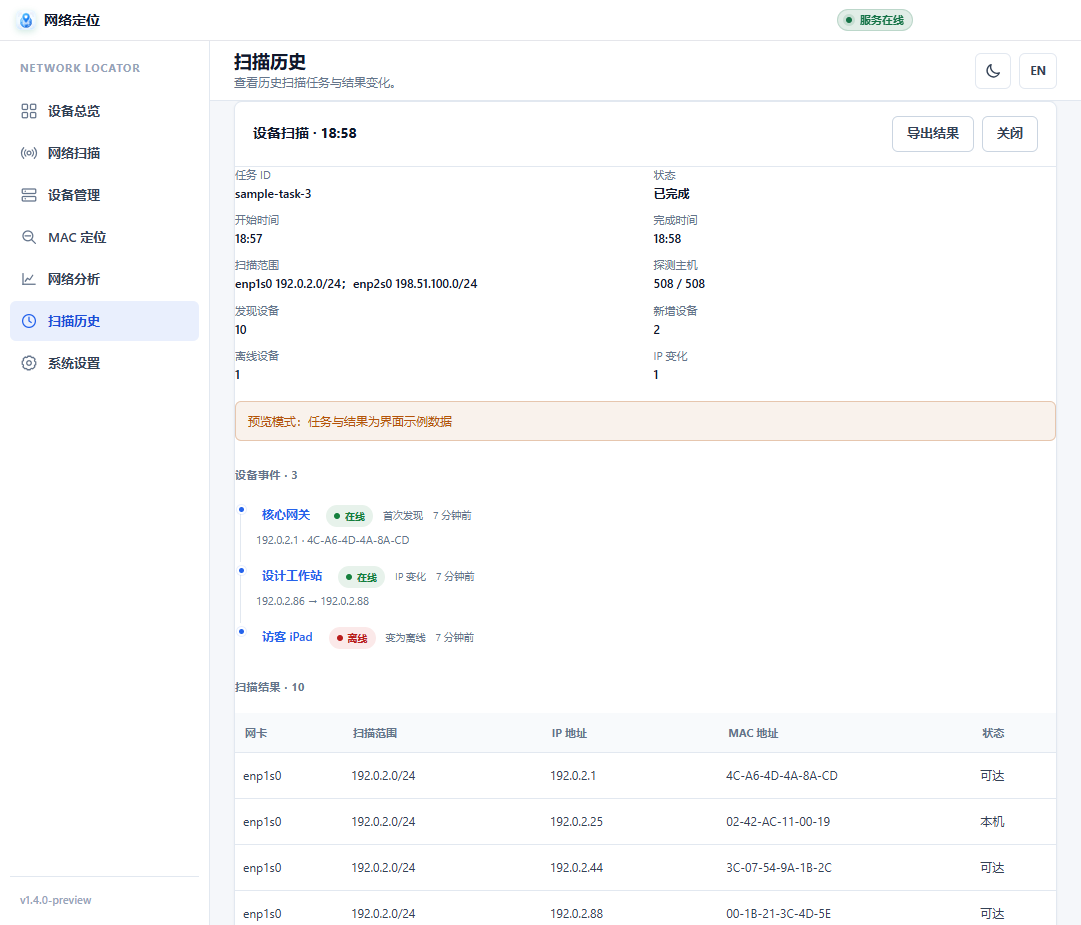 网络定位
服务在线
NETWORK LOCATOR
设备总览
网络扫描
设备管理
MAC 定位
网络分析
扫描历史
系统设置
v1.4.0-preview
扫描历史
查看历史扫描任务与结果变化。
EN
设备扫描 · 18:58
导出结果
关闭
任务 ID
sample-task-3
状态
已完成
开始时间
18:57
完成时间
18:58
扫描范围
enp1s0 192.0.2.0/24；enp2s0 198.51.100.0/24
探测主机
508 / 508
发现设备
10
新增设备
2
离线设备
1
IP 变化
1
预览模式：任务与结果为界面示例数据
设备事件 · 3
核心网关 在线 首次发现 7 分钟前
192.0.2.1 · 4C-A6-4D-4A-8A-CD
设计工作站 在线 IP 变化 7 分钟前
192.0.2.86 → 192.0.2.88
访客 iPad 离线 变为离线 7 分钟前
扫描结果 · 10
网卡 扫描范围 IP 地址 MAC 地址 状态
enp1s0 192.0.2.0/24 192.0.2.1 4C-A6-4D-4A-8A-CD 可达
enp1s0 192.0.2.0/24 192.0.2.25 02-42-AC-11-00-19 本机
enp1s0 192.0.2.0/24 192.0.2.44 3C-07-54-9A-1B-2C 可达
enp1s0 192.0.2.0/24 192.0.2.88 00-1B-21-3C-4D-5E 可达